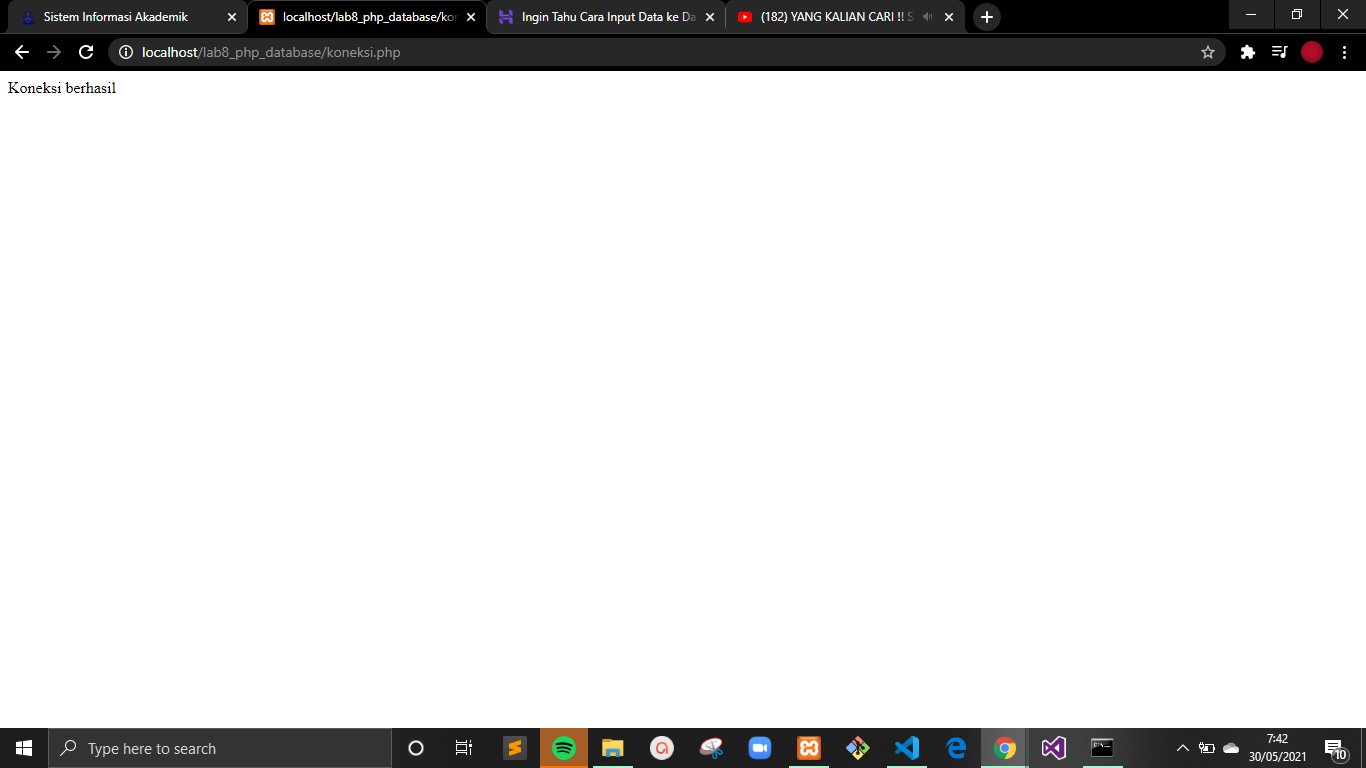 Sistem Informasi Akademik
localhost/lab8_php_database/kor
Ingin Tahu Cara Input Data ke Da
(182) YANG KALIAN CARI !! S
localhost/lab8_php_database/koneksi.php
Koneksi berhasil
Type here to search
7:42
30/05/2021
10